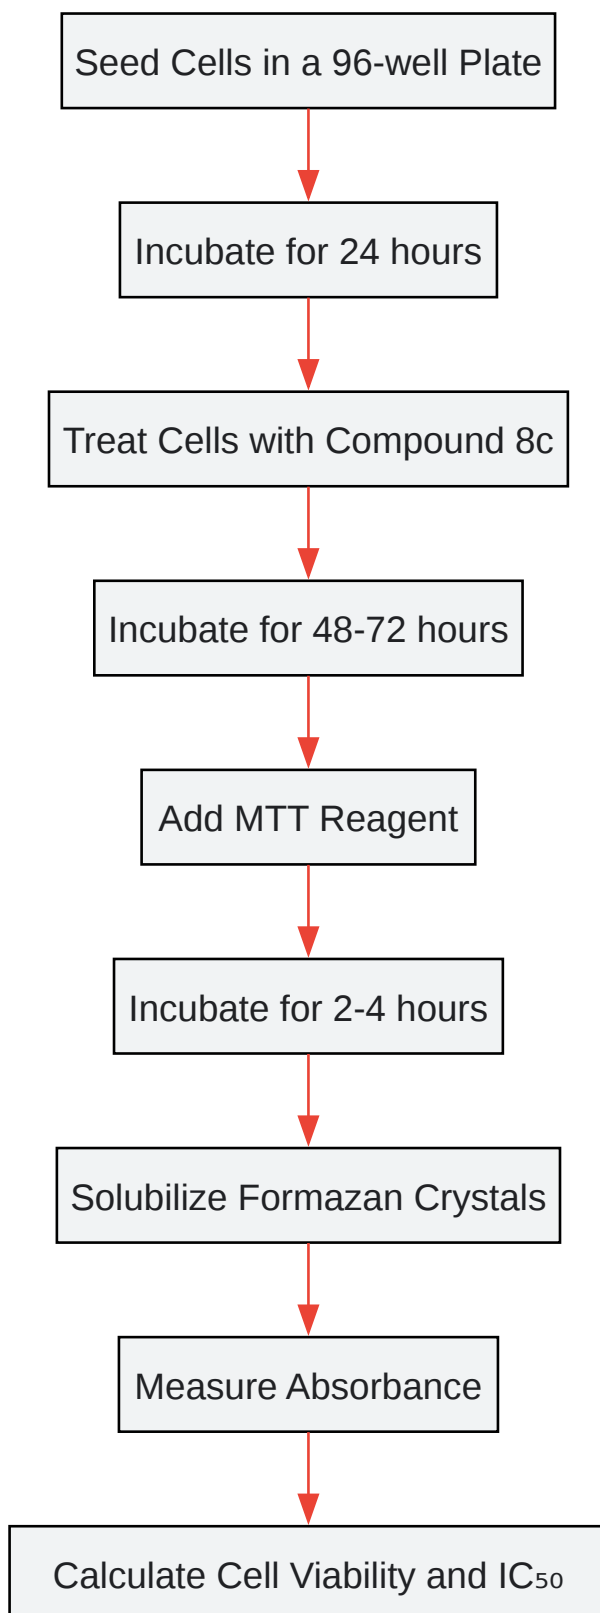 Seed Cells in a 96-well Plate
Incubate for 24 hours
Treat Cells with Compound 8c
Incubate for 48-72 hours
Add MTT Reagent
Incubate for 2-4 hours
Solubilize Formazan Crystals
Measure Absorbance
Calculate Cell Viability and IC₅₀